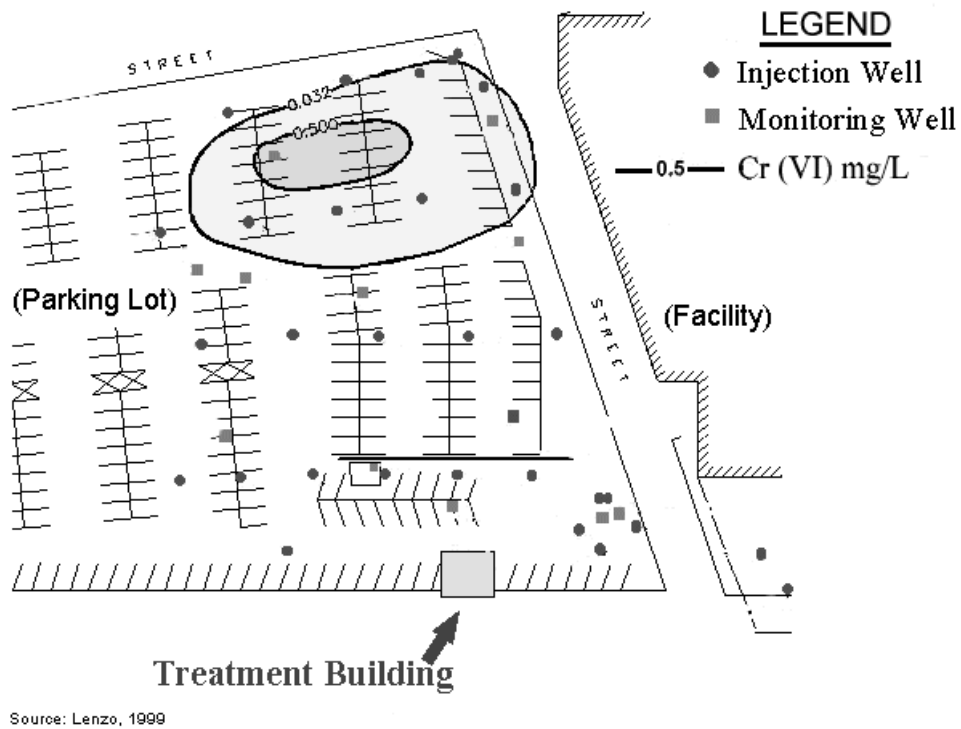 LEGEND
Injection Well
Monitoring Well
0.5 Cr (VI) mg/L
STREET
0.032
0.500
(Parking Lot)
STREET
(Facility)
Treatment Building
Source: Lenzo, 1999